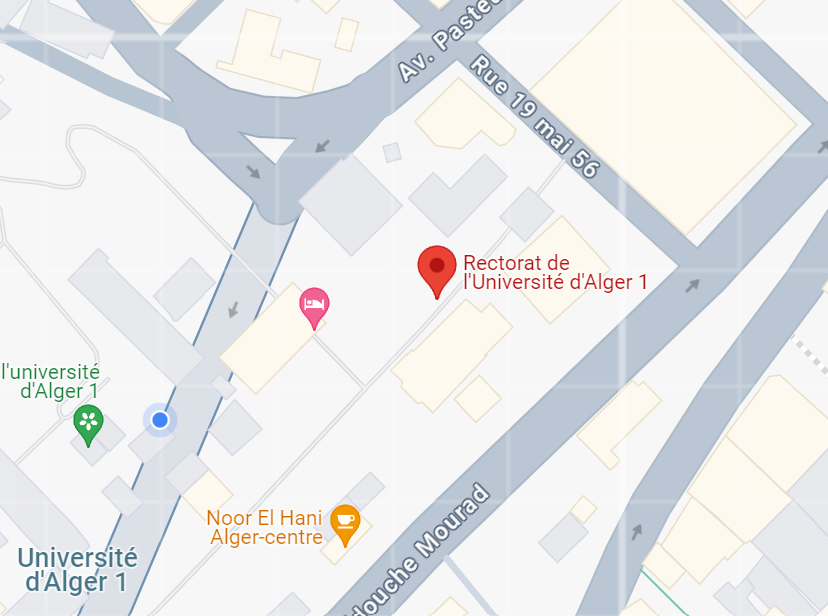 Av. Pasteu
Rue 19 mai 56
Rectorat de
l'Université d'Alger 1
l'université
d'Alger 1
Noor El Hani
Alger-centre
Houche Mourad
Université
d'Alger 1